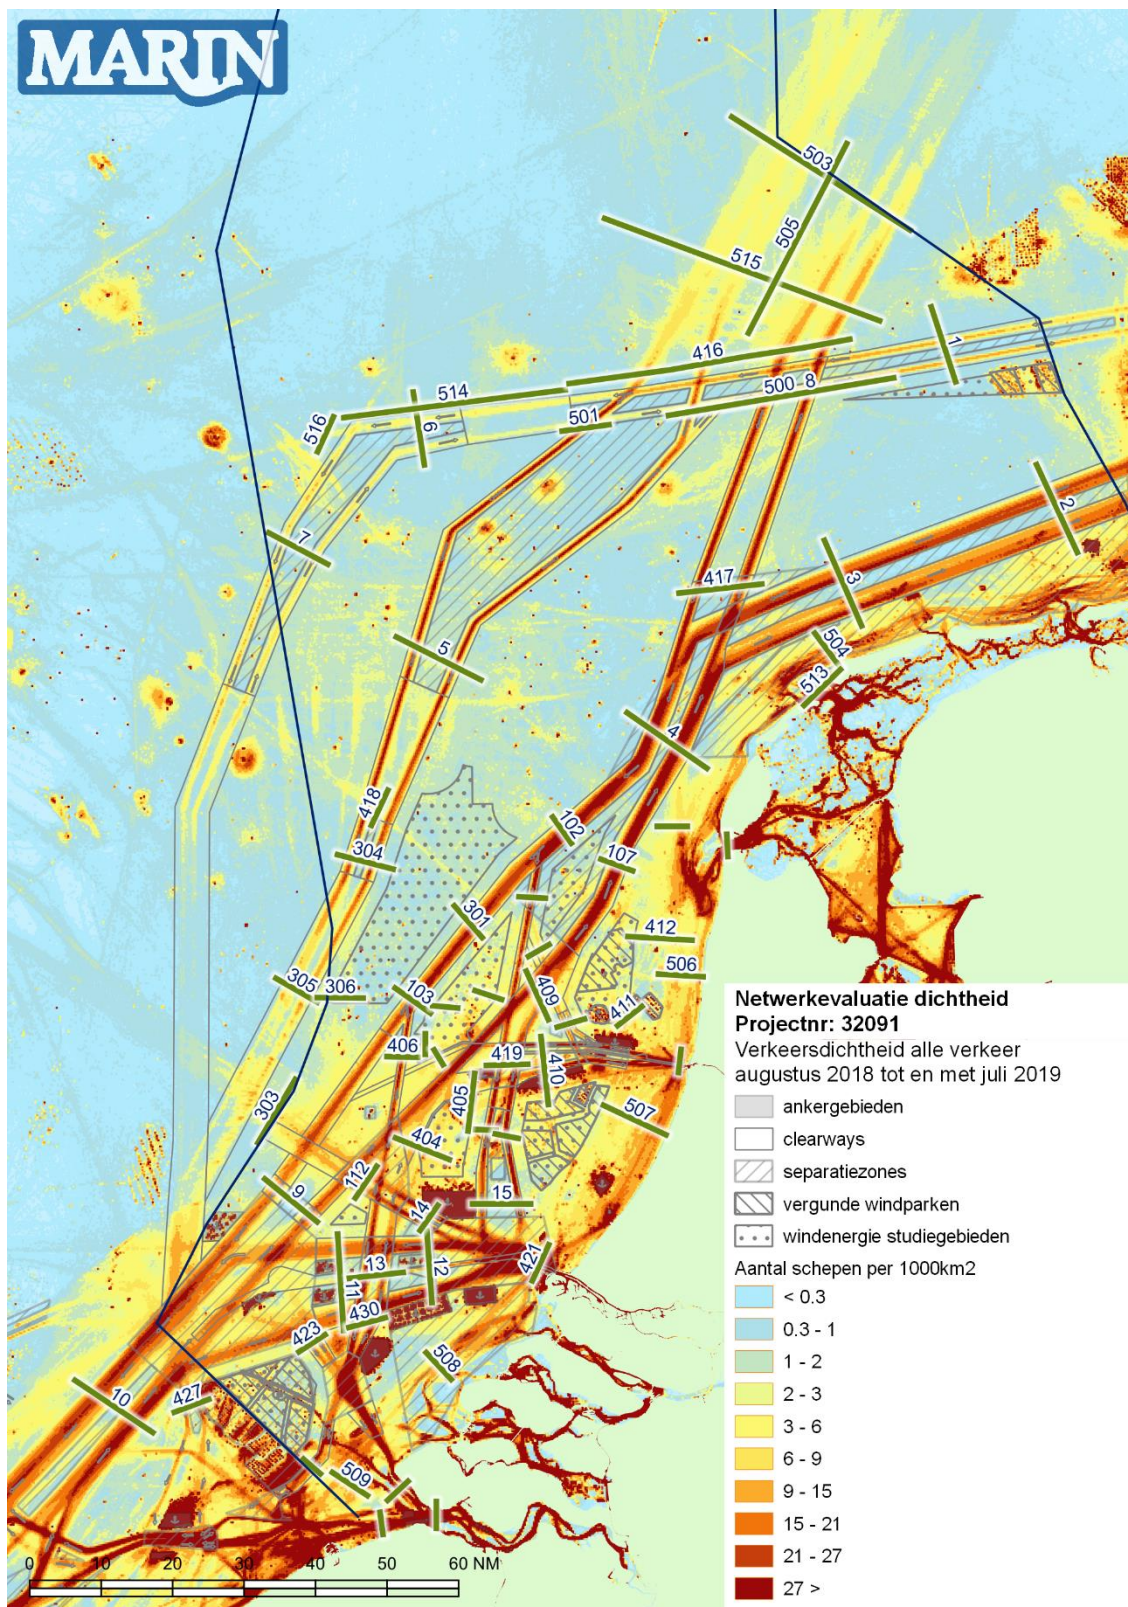 MARIN
503
505
515
1
416
514
500
8
501
516
6
2
7
417
3
504
5
513
4
418
102
304
107
301
412
305
306
103
506
409
411
406
419
410
303
405
507
404
112
9
15
14
421
13
12
11
430
423
508
10
427
509
Netwerkevaluatie dichtheid
Projectnr: 32091
Verkeersdichtheid alle verkeer
augustus 2018 tot en met juli 2019
ankergebieden
clearways
separatiezones
vergunde windparken
windenergie studiegebieden
Aantal schepen per 1000km2
< 0.3
0.3 - 1
1 - 2
2 - 3
3 - 6
6 - 9
9 - 15
15 - 21
21 - 27
27 >
0 10 20 30 40 50 60 NM